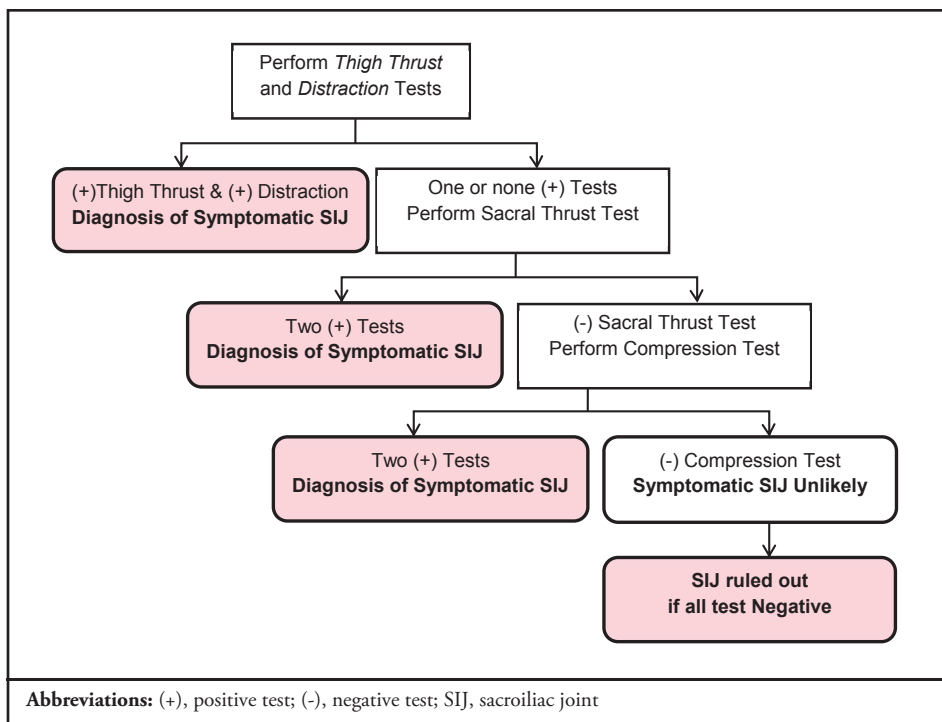 Perform Thigh Thrust
and Distraction Tests
(+)Thigh Thrust & (+) Distraction
Diagnosis of Symptomatic SIJ
One or none (+) Tests
Perform Sacral Thrust Test
Two (+) Tests
Diagnosis of Symptomatic SIJ
(-) Sacral Thrust Test
Perform Compression Test
Two (+) Tests
Diagnosis of Symptomatic SIJ
(-) Compression Test
Symptomatic SIJ Unlikely
SIJ ruled out
if all test Negative
Abbreviations: (+), positive test; (-), negative test; SIJ, sacroiliac joint